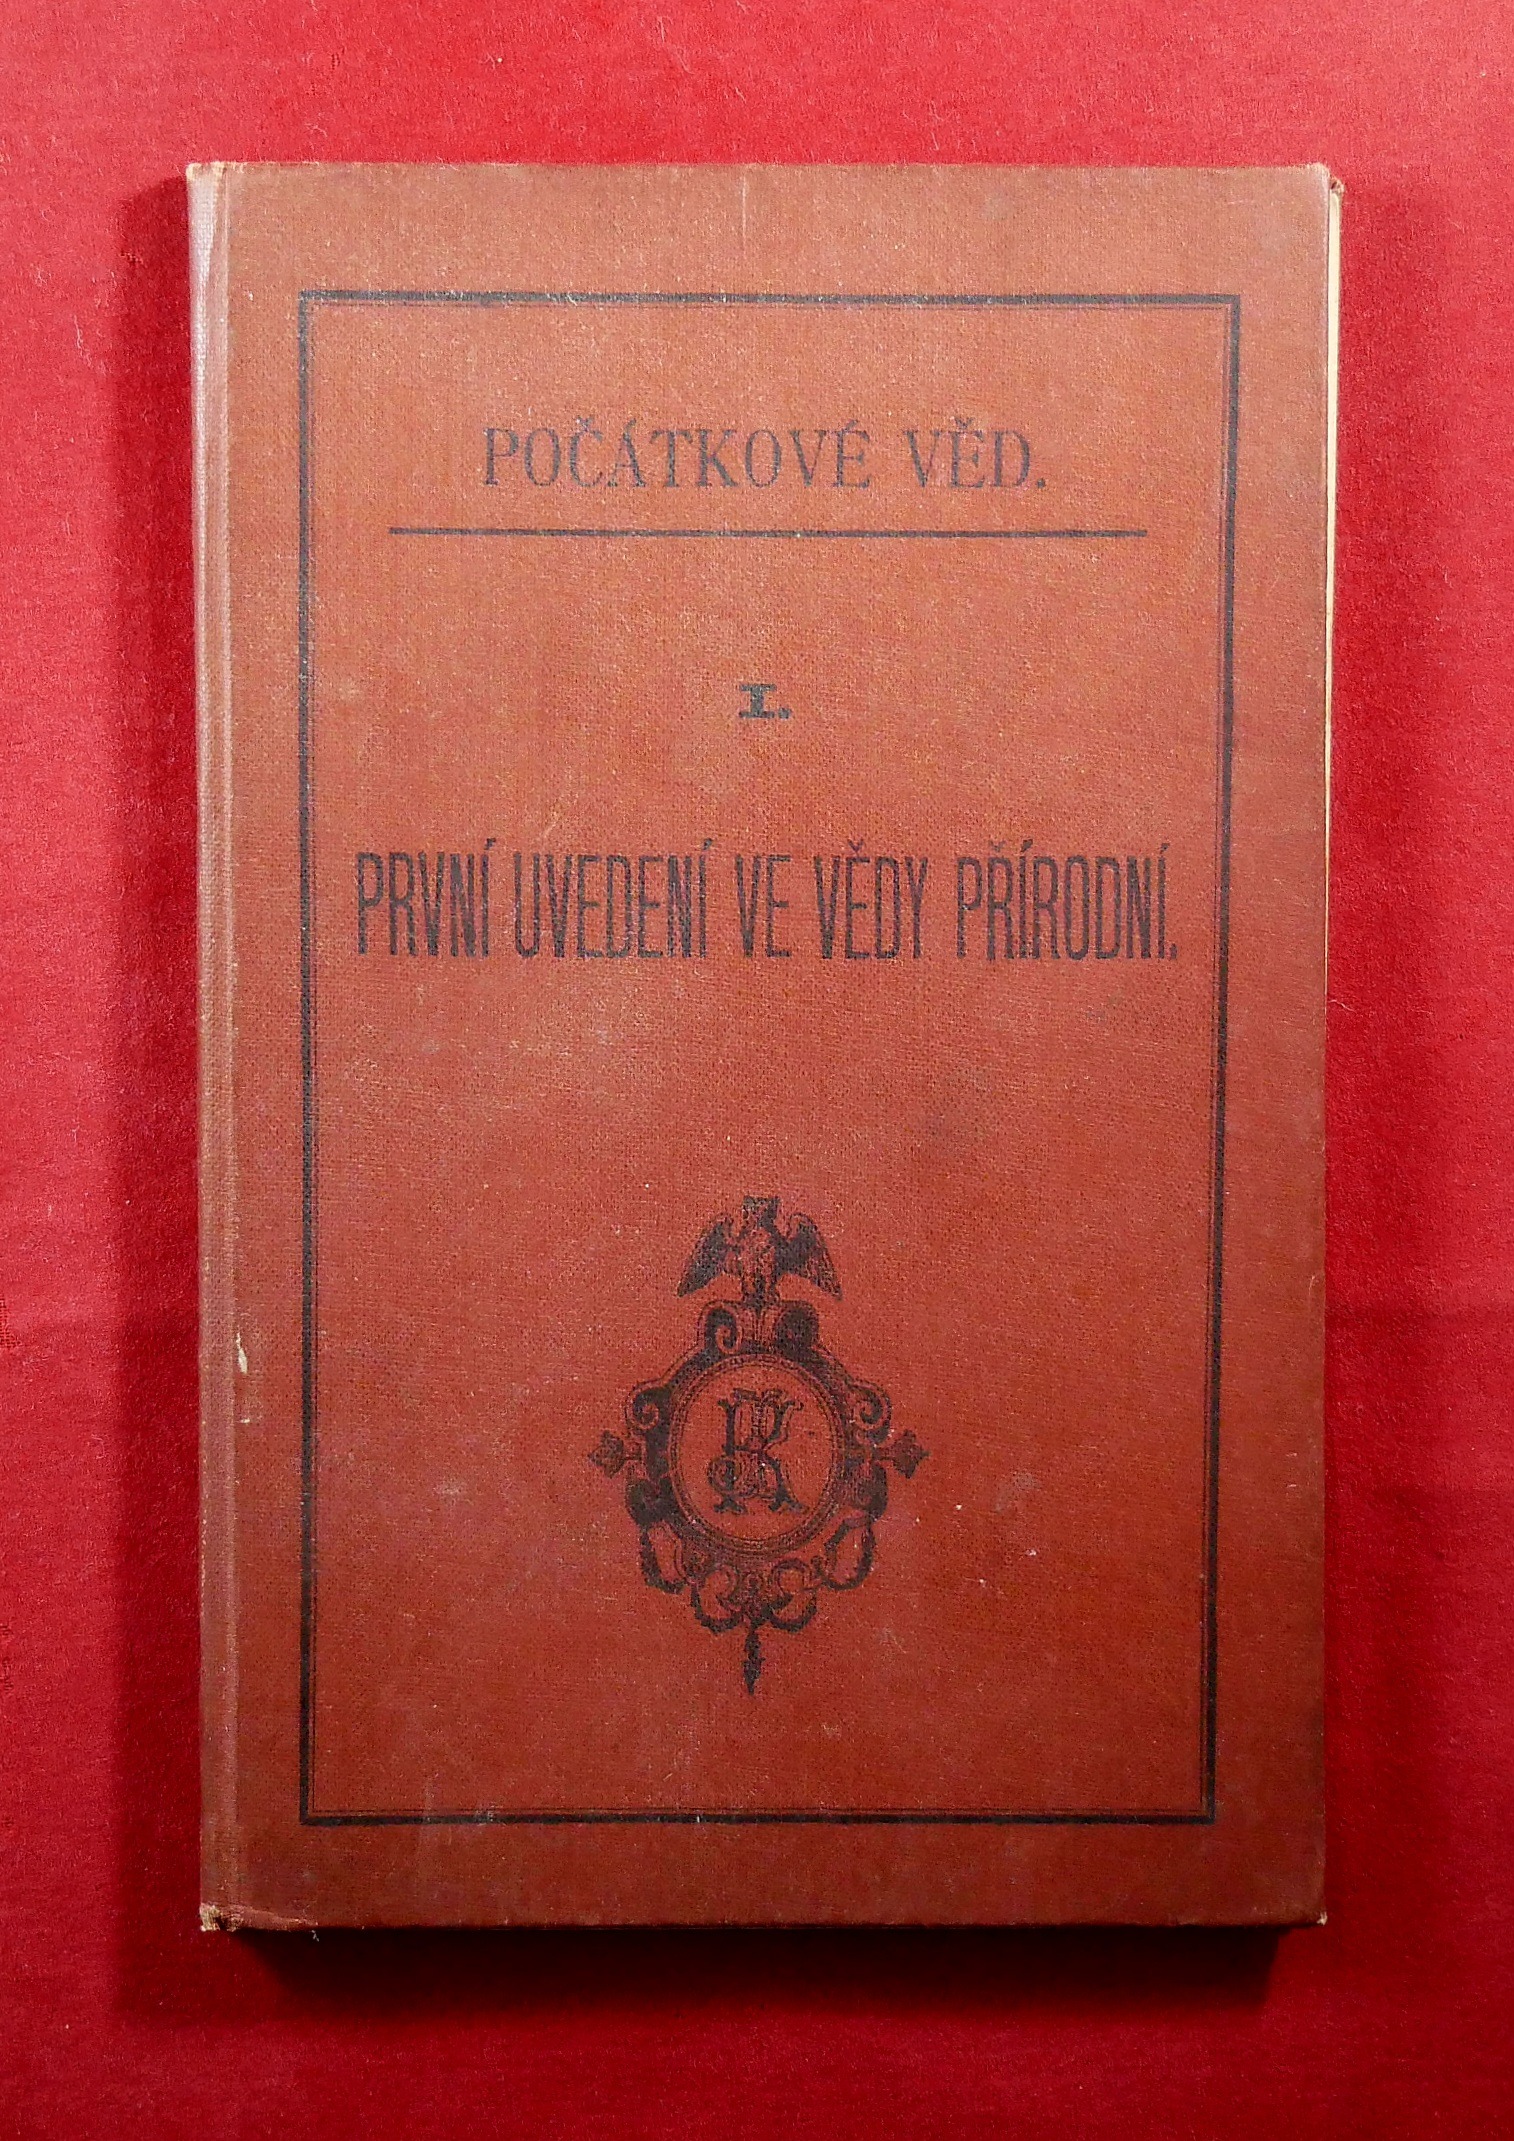 POČÁTKOVÉ VĚD.
I.
PRVNÍ UVEDENÍ VE VĚDY PŘÍRODNÍ.